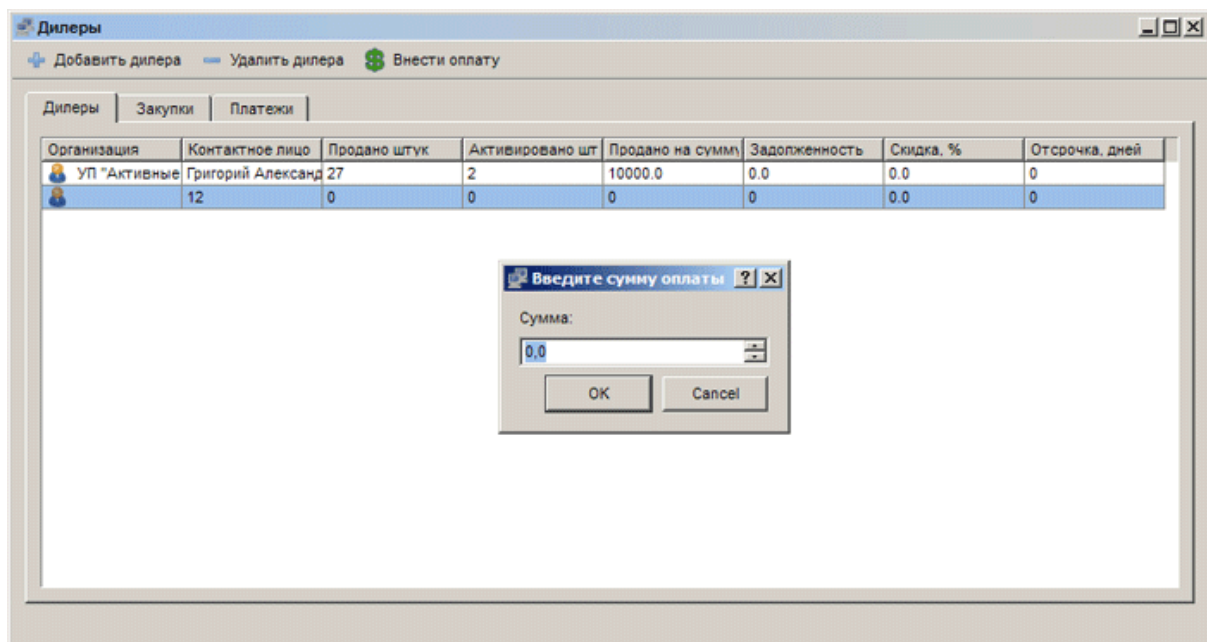 Дилеры
Добавить дилера Удалить дилера Внести оплату
Дилеры Закупки Платежи
Организация Контактное лицо Продано штук Активировано шт Продано на сумму Задолженность Скидка, % Отсрочка, дней
УП "Активные Григорий Александ 27 2 10000.0 0.0 0.0 0
12 0 0 0 0 0.0 0
Введите сумму оплаты
Сумма:
0,0
OK Cancel